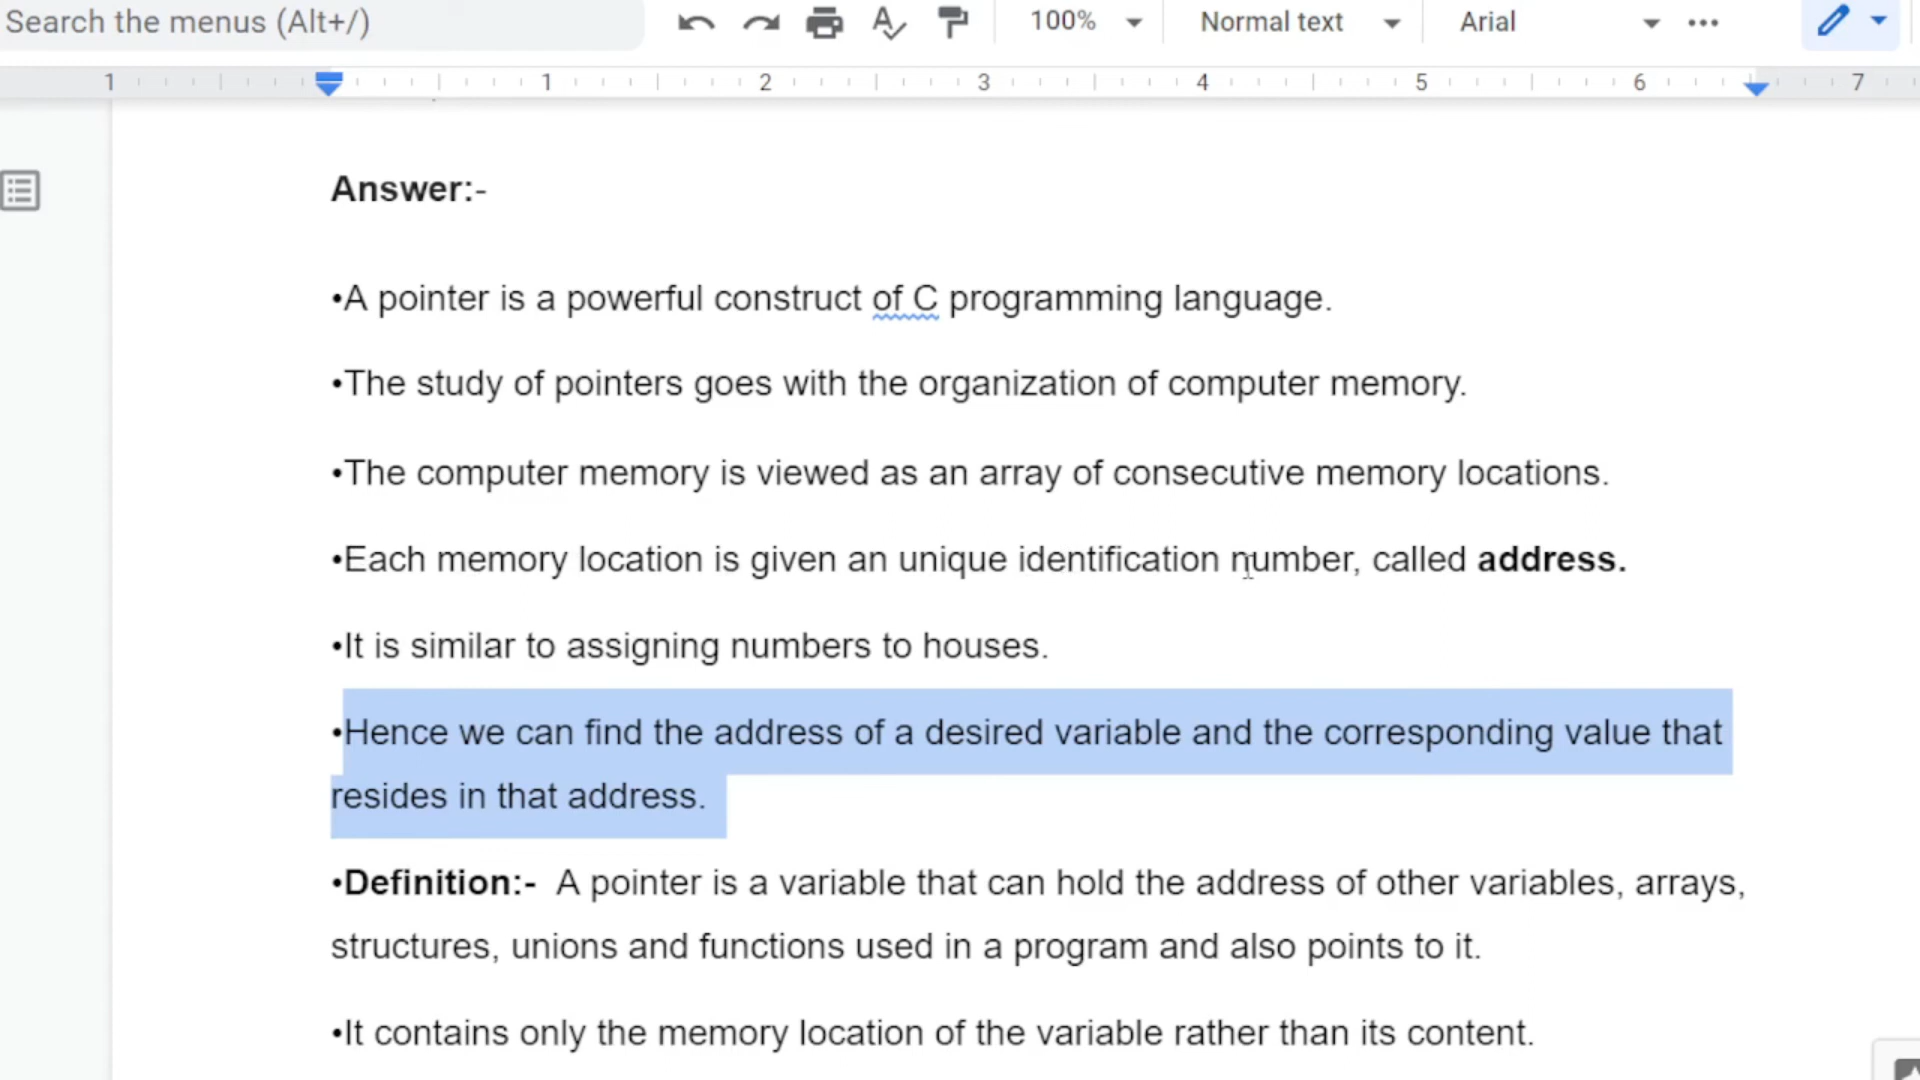 Search the menus (Alt+/) 100% Normal text Arial
1 1 2 3 4 5 6 7
Answer:-
•A pointer is a powerful construct of C programming language.
•The study of pointers goes with the organization of computer memory.
•The computer memory is viewed as an array of consecutive memory locations.
•Each memory location is given an unique identification number, called address.
•It is similar to assigning numbers to houses.
•Hence we can find the address of a desired variable and the corresponding value that
resides in that address.
•Definition:- A pointer is a variable that can hold the address of other variables, arrays,
structures, unions and functions used in a program and also points to it.
•It contains only the memory location of the variable rather than its content.